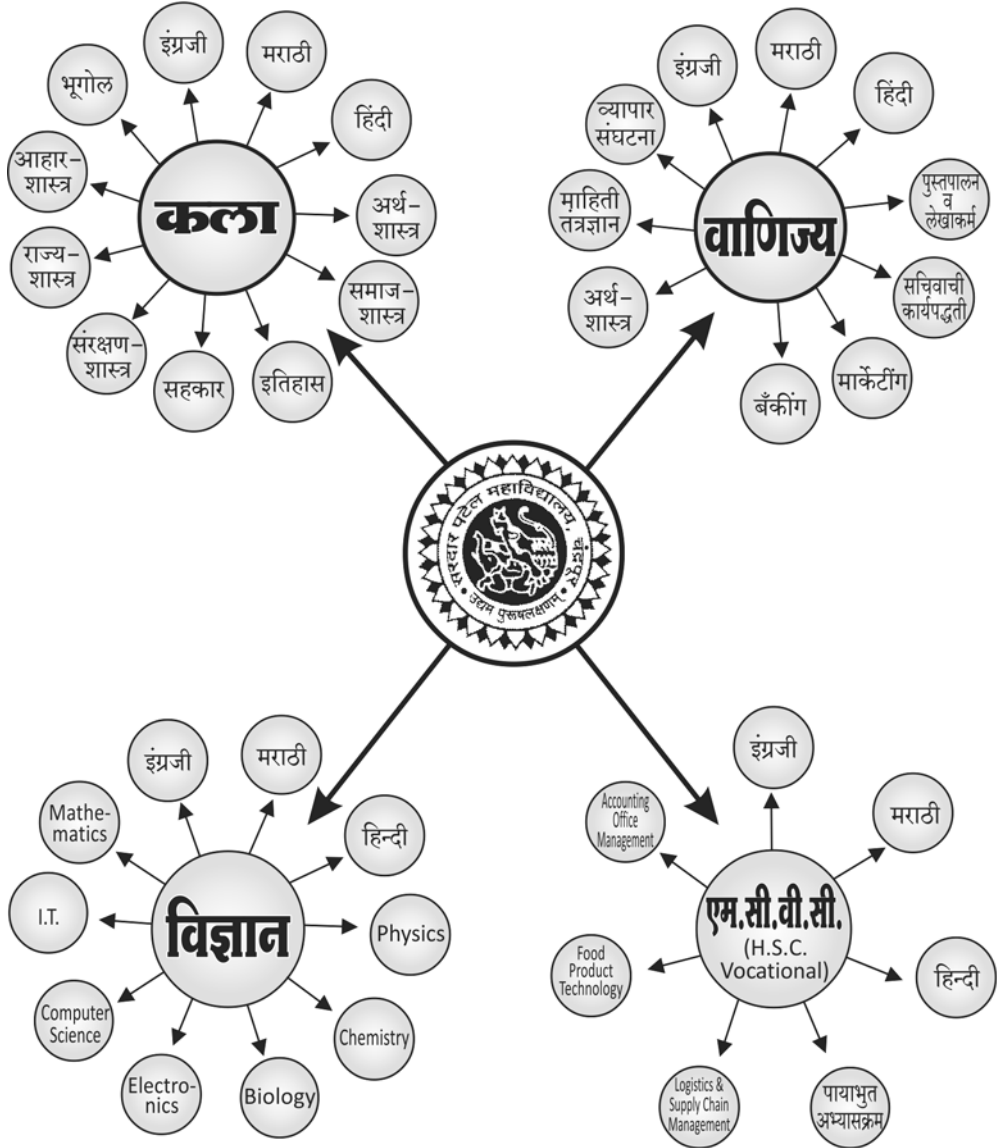 कला
इंग्रजी
मराठी
हिंदी
अर्थ–
शास्त्र
समाज–
शास्त्र
इतिहास
सहकार
संरक्षण–
शास्त्र
राज्य–
शास्त्र
आहार–
शास्त्र
भूगोल
वाणिज्य
इंग्रजी
मराठी
हिंदी
पुस्तपालन
व
लेखाकर्म
सचिवाची
कार्यपद्धती
मार्केटींग
बँकींग
अर्थ–
शास्त्र
माहिती
तंत्रज्ञान
व्यापार
संघटना
सरदार पटेल महाविद्यालय, चंद्रपूर
उद्यम पुरूषलक्षणम्
विज्ञान
इंग्रजी
मराठी
हिन्दी
Physics
Chemistry
Biology
Electro-
nics
Computer
Science
I.T.
Mathe-
matics
एम.सी.वी.सी.
(H.S.C.
Vocational)
इंग्रजी
मराठी
हिन्दी
पायाभुत
अभ्यासक्रम
Logistics &
Supply Chain
Management
Food
Product
Technology
Accounting
Office
Management